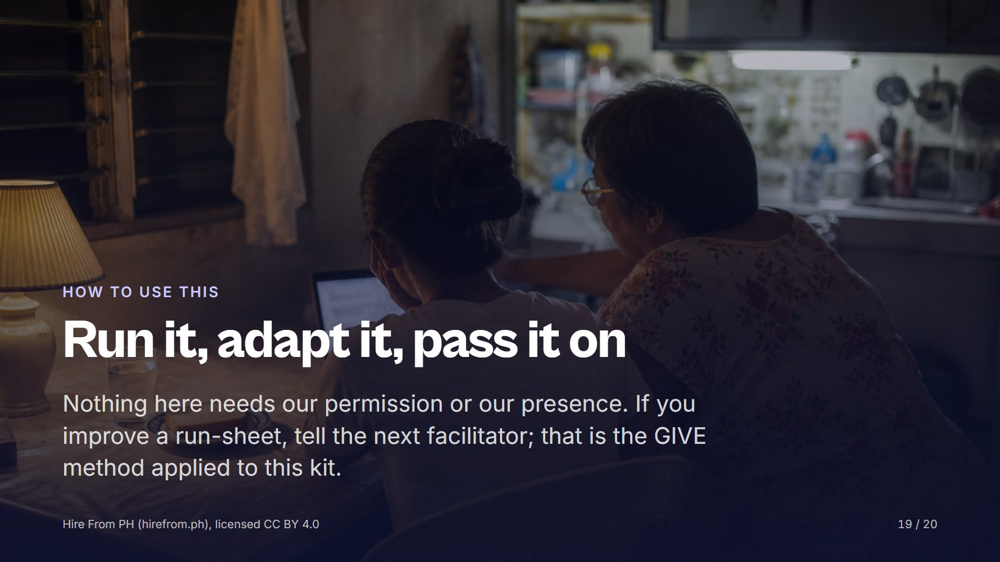 HOW TO USE THIS
Run it, adapt it, pass it on
Nothing here needs our permission or our presence. If you
improve a run-sheet, tell the next facilitator; that is the GIVE
method applied to this kit.
Hire From PH (hirefrom.ph), licensed CC BY 4.0
19 / 20